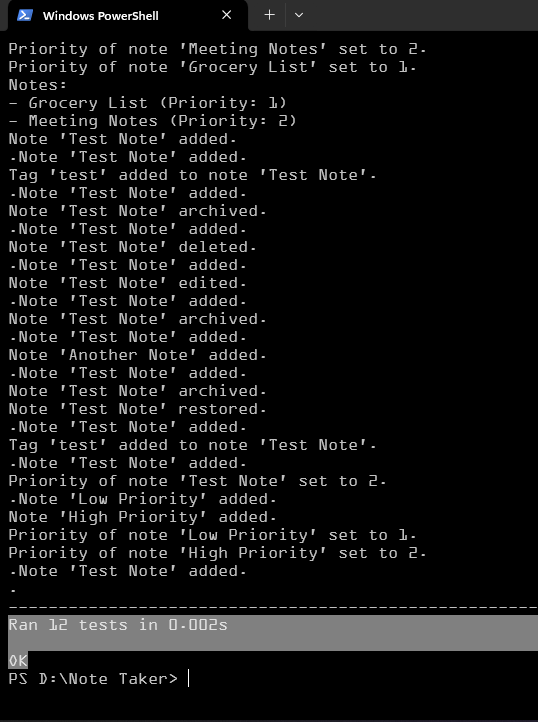 Windows PowerShell
Priority of note 'Meeting Notes' set to 2.
Priority of note 'Grocery List' set to 1.
Notes:
- Grocery List (Priority: 1)
- Meeting Notes (Priority: 2)
Note 'Test Note' added.
.Note 'Test Note' added.
Tag 'test' added to note 'Test Note'.
.Note 'Test Note' added.
Note 'Test Note' archived.
.Note 'Test Note' added.
Note 'Test Note' deleted.
.Note 'Test Note' added.
Note 'Test Note' edited.
.Note 'Test Note' added.
Note 'Test Note' archived.
.Note 'Test Note' added.
Note 'Another Note' added.
.Note 'Test Note' added.
Note 'Test Note' archived.
Note 'Test Note' restored.
.Note 'Test Note' added.
Tag 'test' added to note 'Test Note'.
.Note 'Test Note' added.
Priority of note 'Test Note' set to 2.
.Note 'Low Priority' added.
Note 'High Priority' added.
Priority of note 'Low Priority' set to 1.
Priority of note 'High Priority' set to 2.
.Note 'Test Note' added.
.
-----------------------------------------------------
Ran 12 tests in 0.002s
OK
PS D:\Note Taker>